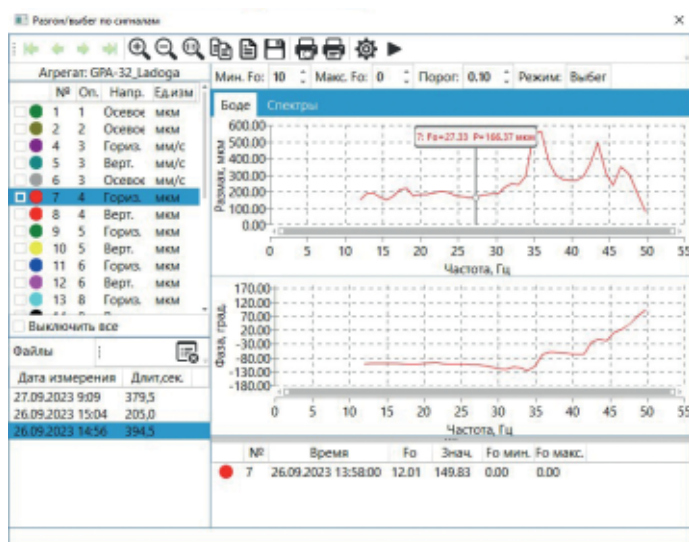 Разгон/выбег по сигналам
Агрегат: GPA-32_Ladoga
Мин. Fo: 10 Макс. Fo: 0 Порог: 0.10 Режим: Выбег
№ Оп. Напр. Ед.изм
1 1 Осевое мкм
2 2 Осевое мкм
4 3 Гориз. мм/с
5 3 Верт. мм/с
6 3 Осевое мм/с
7 4 Гориз. мкм
8 4 Верт. мкм
9 5 Гориз. мкм
10 5 Верт. мкм
11 6 Гориз. мкм
12 6 Верт. мкм
13 8 Гориз. мкм
Выключить все
Файлы
Дата измерения Длит,сек.
27.09.2023 9:09 379,5
26.09.2023 15:04 205,0
26.09.2023 14:56 394,5
Боде Спектры
Размах, мкм
600.00
500.00
400.00
300.00
200.00
100.00
0.00
7: Fo=27.33 P=166.37 мкм
0 5 10 15 20 25 30 35 40 45 50 55
Частота, Гц
Фаза, град.
170.00
120.00
70.00
20.00
-30.00
-80.00
-130.00
-180.00
0 5 10 15 20 25 30 35 40 45 50 55
Частота, Гц
№ Время Fo Знач. Fo мин. Fo макс.
7 26.09.2023 13:58:00 12.01 149.83 0.00 0.00